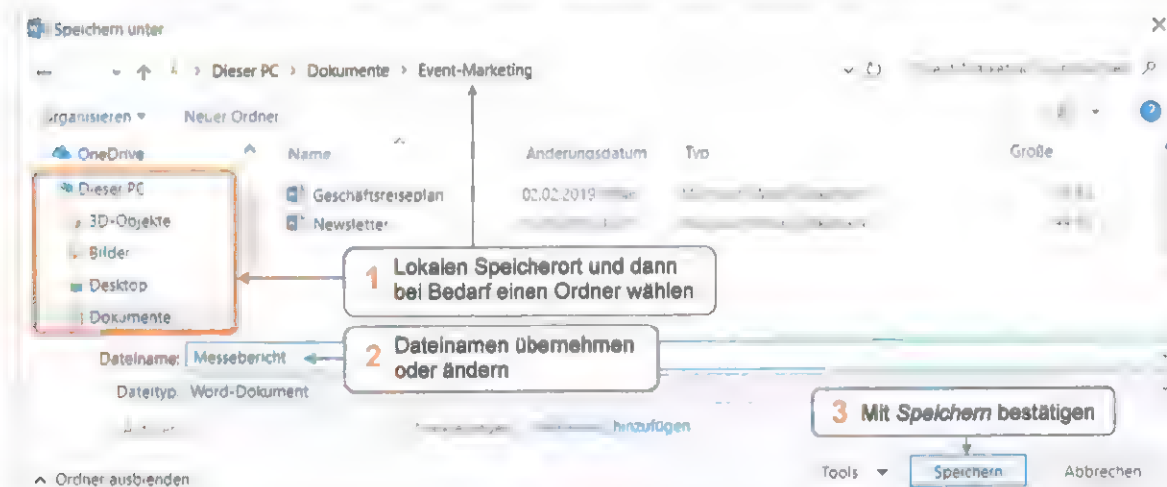 Speichern unter
Dieser PC > Dokumente > Event-Marketing
Organisieren Neuer Ordner
OneDrive
Name Änderungsdatum Typ Größe
Dieser PC
Geschäftsreiseplan 02.02.2019
3D-Objekte
Newsletter
Bilder
Desktop
Dokumente
1 Lokalen Speicherort und dann
bei Bedarf einen Ordner wählen
Dateiname: Messebericht
2 Dateinamen übernehmen
oder ändern
Dateityp: Word-Dokument
hinzufügen
3 Mit Speichern bestätigen
Ordner ausblenden
Tools Speichern Abbrechen